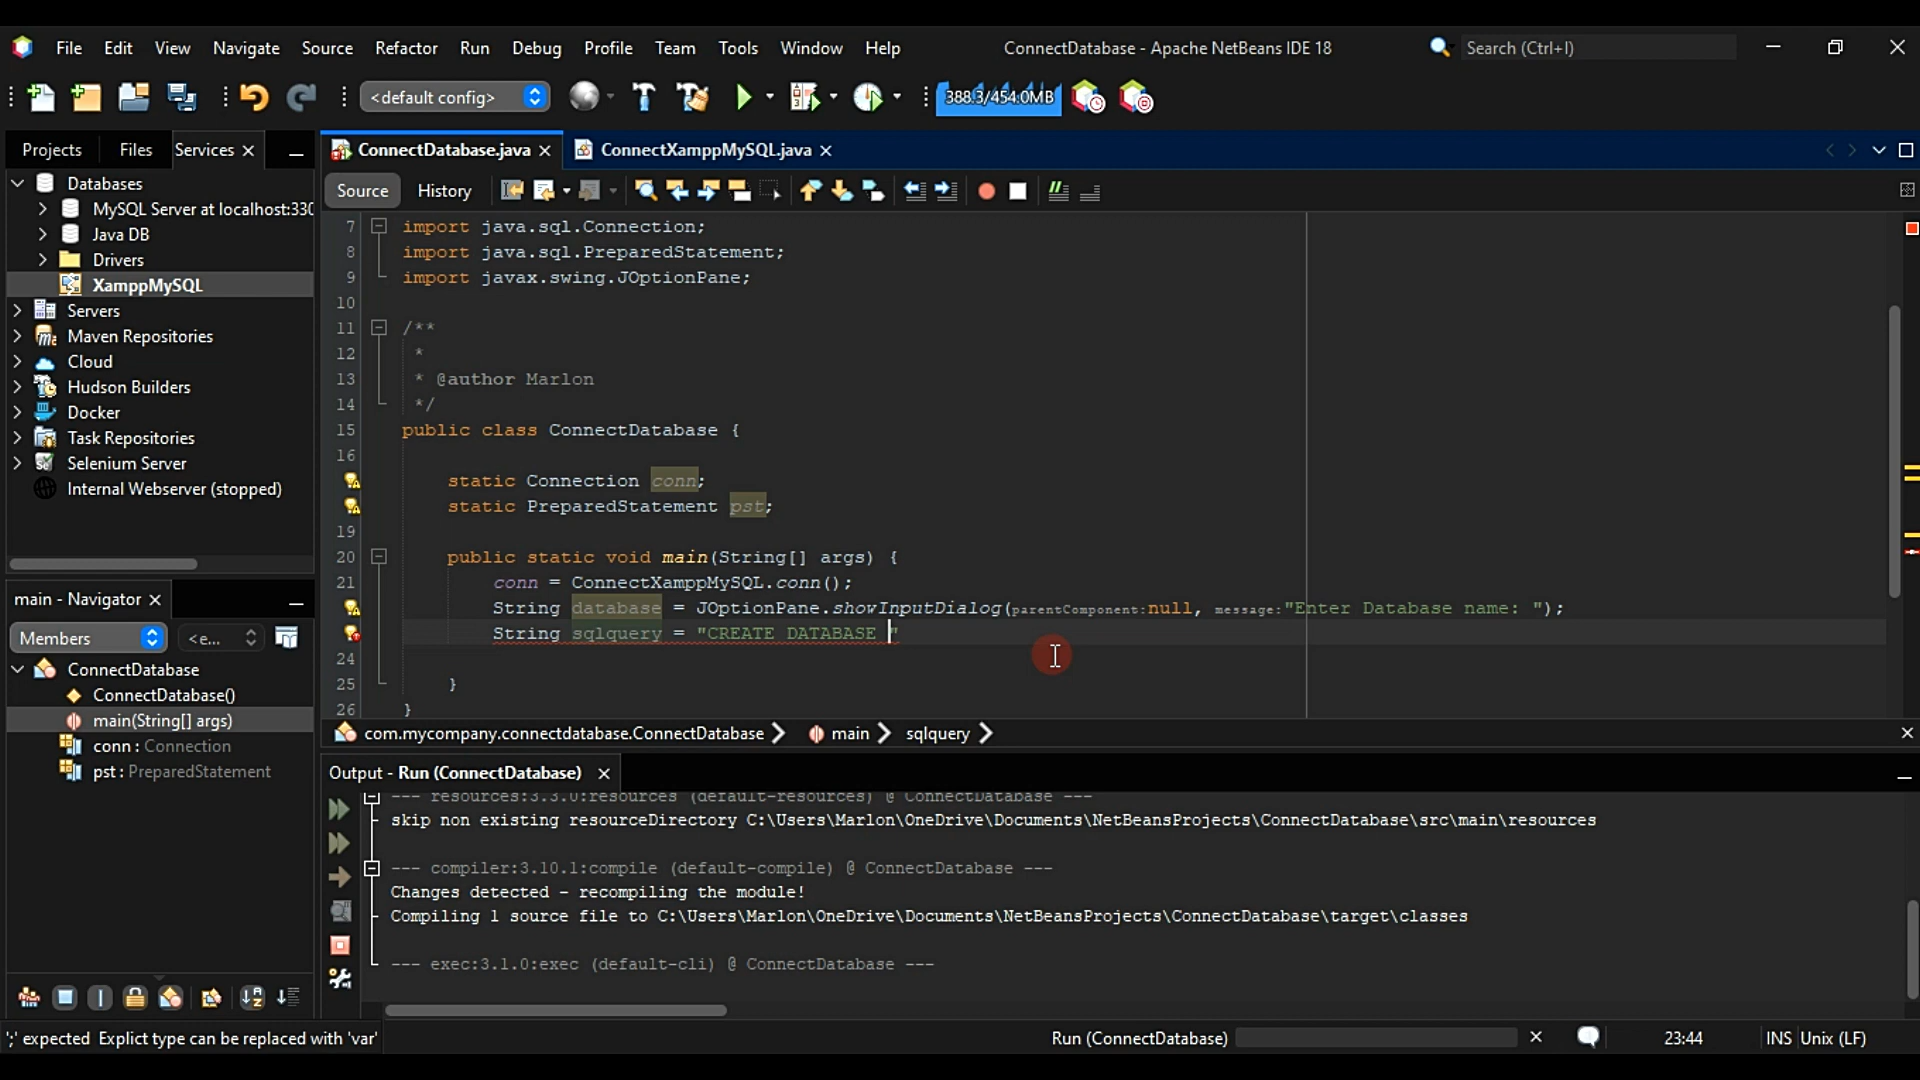 File Edit View Navigate Source Refactor Run Debug Profile Team Tools Window Help ConnectDatabase - Apache NetBeans IDE 18 Search (Ctrl+I)
<default config> 388.3/454.0MB
Projects Files Services
ConnectDatabase.java ConnectXamppMySQL.java
Databases
MySQL Server at localhost:330
Java DB
Drivers
XamppMySQL
Servers
Maven Repositories
Cloud
Hudson Builders
Docker
Task Repositories
Selenium Server
Internal Webserver (stopped)
Source History
7 import java.sql.Connection;
8 import java.sql.PreparedStatement;
9 import javax.swing.JOptionPane;
10
11 /**
12 *
13 * @author Marlon
14 */
15 public class ConnectDatabase {
16
static Connection conn;
static PreparedStatement pst;
19
20 public static void main(String[] args) {
21 conn = ConnectXamppMySQL.conn();
String database = JOptionPane.showInputDialog(parentComponent:null, message:"Enter Database name: ");
String sqlquery = "CREATE DATABASE "
24
25 }
26 }
com.mycompany.connectdatabase.ConnectDatabase main sqlquery
main - Navigator
Members <e...
ConnectDatabase
ConnectDatabase()
main(String[] args)
conn : Connection
pst : PreparedStatement
Output - Run (ConnectDatabase)
--- resources:3.3.0:resources (default-resources) @ ConnectDatabase ---
skip non existing resourceDirectory C:\Users\Marlon\OneDrive\Documents\NetBeansProjects\ConnectDatabase\src\main\resources
--- compiler:3.10.1:compile (default-compile) @ ConnectDatabase ---
Changes detected - recompiling the module!
Compiling 1 source file to C:\Users\Marlon\OneDrive\Documents\NetBeansProjects\ConnectDatabase\target\classes
--- exec:3.1.0:exec (default-cli) @ ConnectDatabase ---
';' expected Explict type can be replaced with 'var' Run (ConnectDatabase) 23:44 INS Unix (LF)